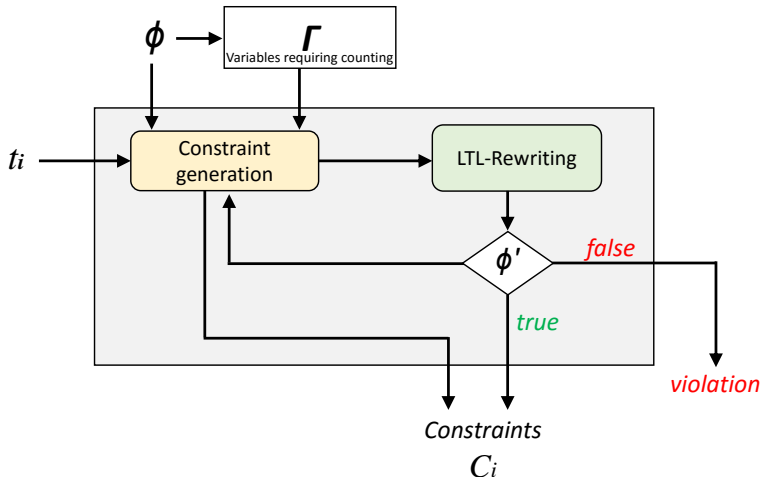 ϕ
Γ
Variables requiring counting
tᵢ
Constraint
generation
LTL-Rewriting
ϕ'
false
true
violation
Constraints
Cᵢ